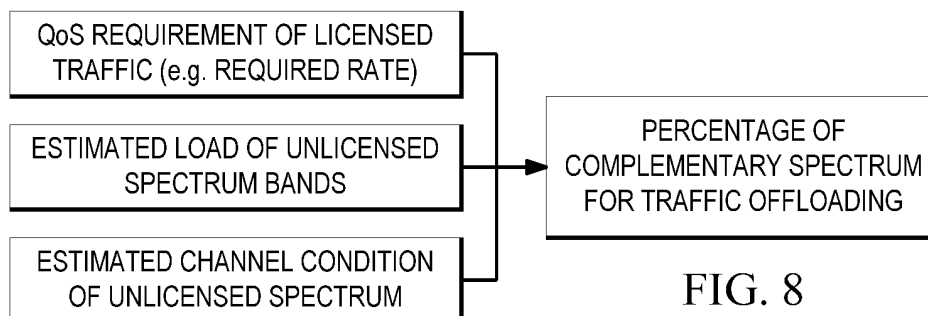 QoS REQUIREMENT OF LICENSED
TRAFFIC (e.g. REQUIRED RATE)
ESTIMATED LOAD OF UNLICENSED
SPECTRUM BANDS
ESTIMATED CHANNEL CONDITION
OF UNLICENSED SPECTRUM
PERCENTAGE OF
COMPLEMENTARY SPECTRUM
FOR TRAFFIC OFFLOADING
FIG. 8